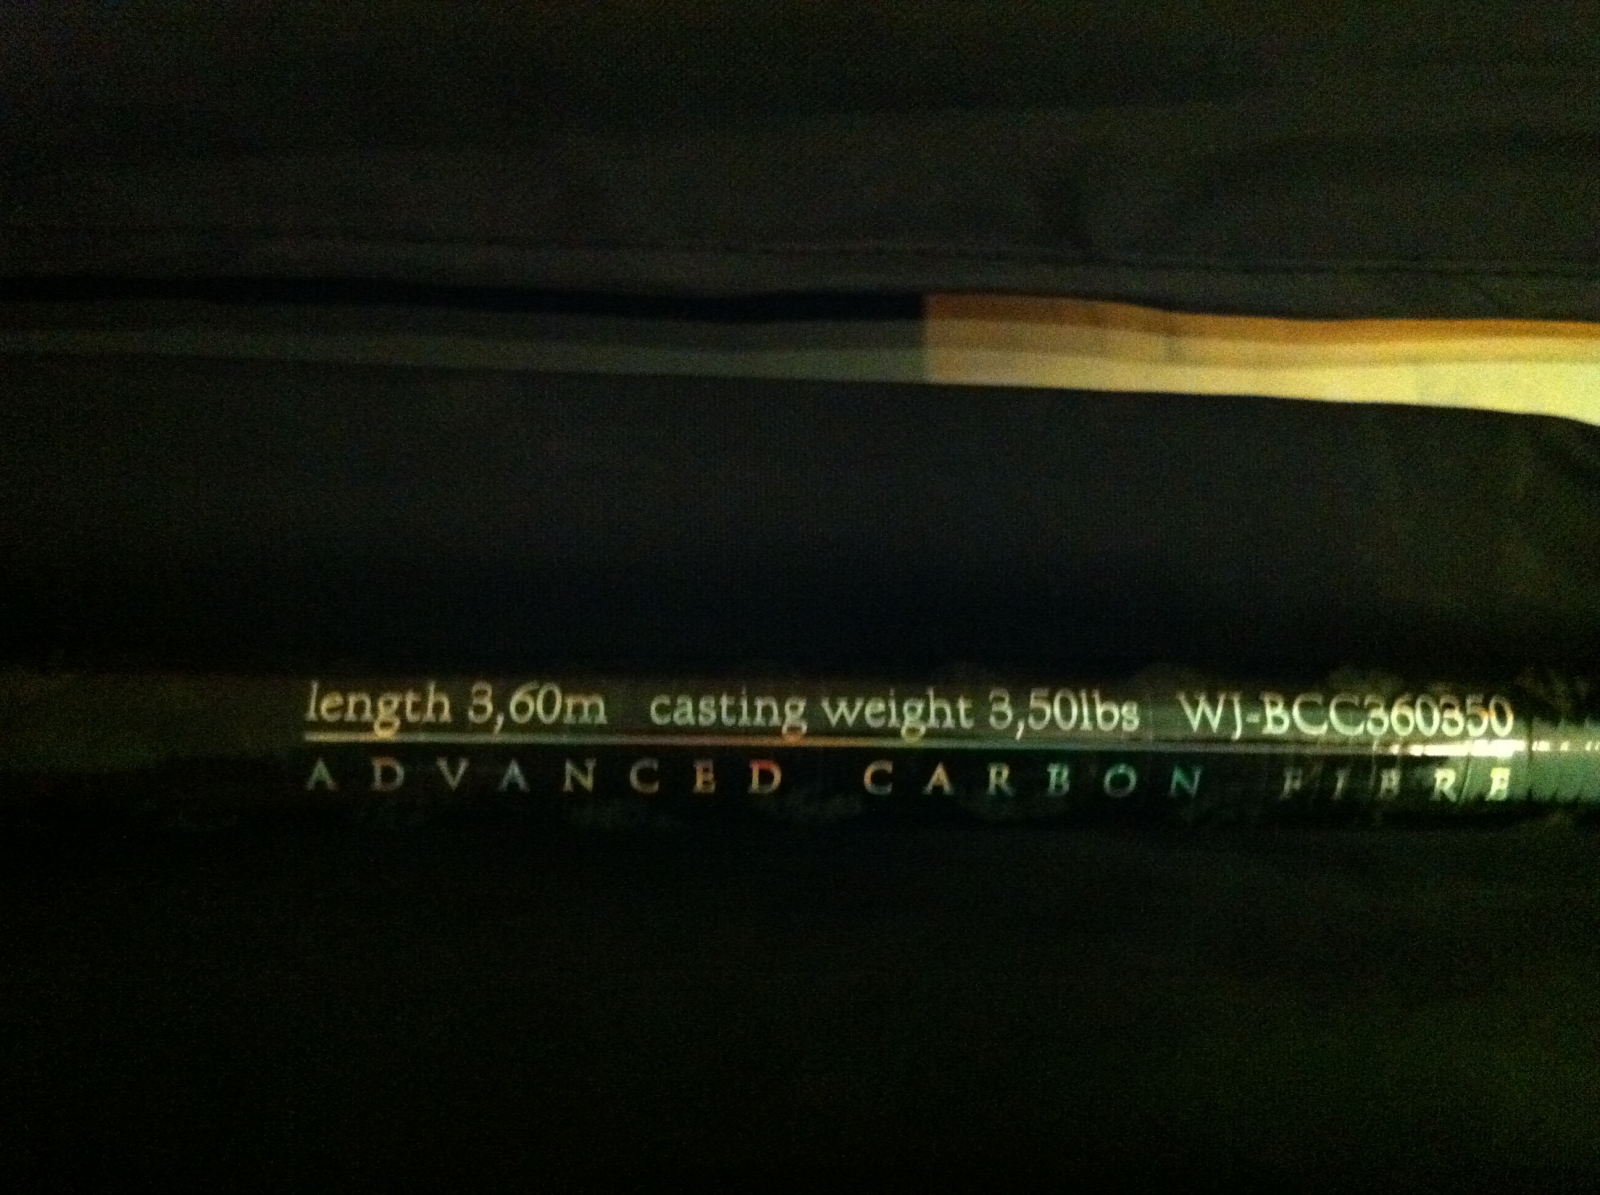 length 3,60m casting weight 3,50lbs WJ-BCC360350
ADVANCED CARBON FIBRE